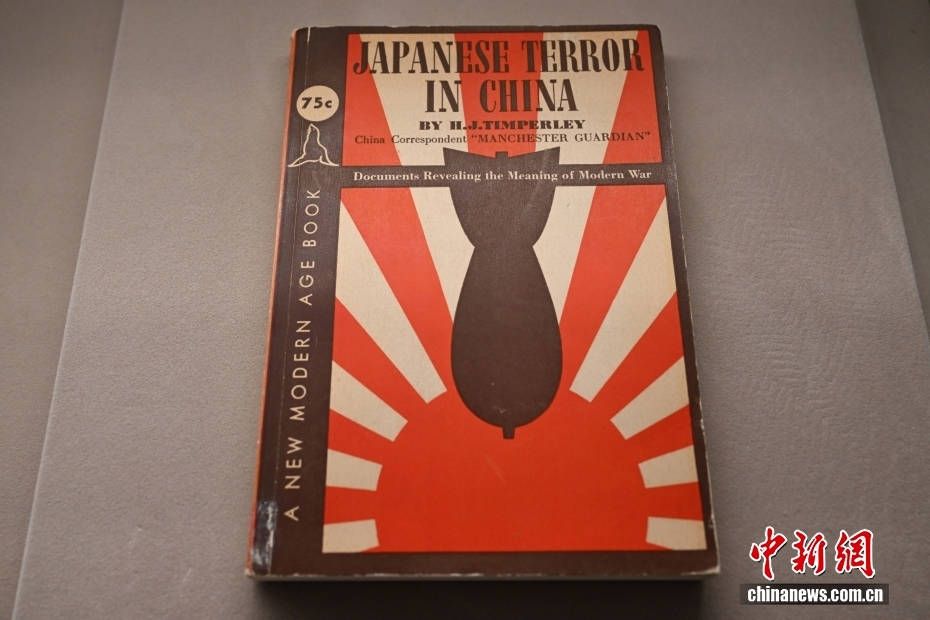 JAPANESE TERROR
IN CHINA
BY H.J.TIMPERLEY
China Correspondent "MANCHESTER GUARDIAN"
Documents Revealing the Meaning of Modern War
75c
A NEW MODERN AGE BOOK
中新網
chinanews.com.cn